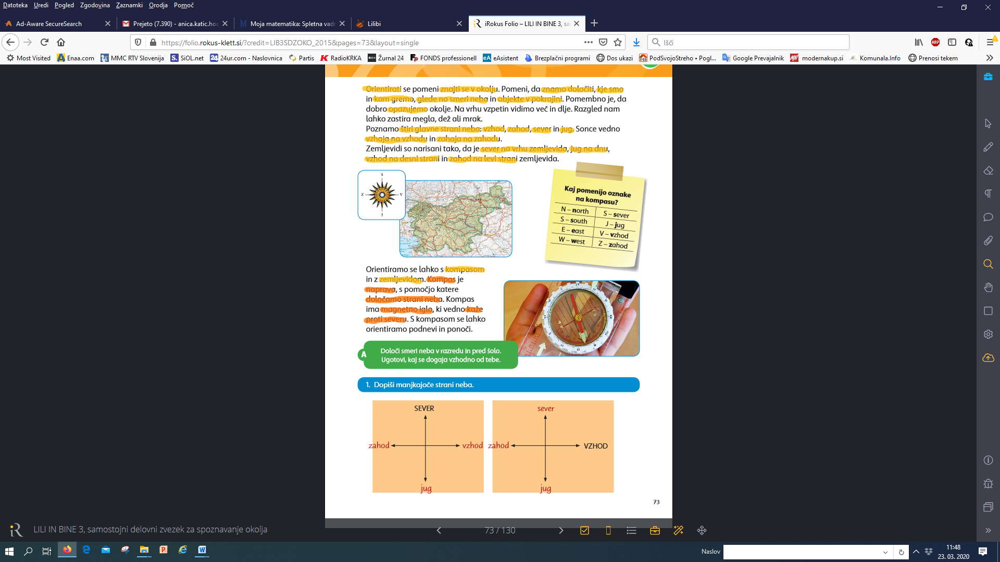 Datoteka Uredi Pogled Zgodovina Zaznamki Orodja Pomoč
Ad-Aware SecureSearch
Prejeto (7.390) - anica.katic.hoc
Moja matematika: Spletna vadn
Lilibi
iRokus Folio – LILI IN BINE 3, sa
https://folio.rokus-klett.si/?credit=LIB3SDZOKO_2015&pages=73&layout=single
Išči
Most Visited Enaa.com MMC RTV Slovenija SiOL.net 24ur.com - Naslovnica Partis RadioKRKA Žurnal 24 FONDS professionell eAsistent Brezplačni programi Dos ukazi PodSvojoStreho • Pogl... Google Prevajalnik modernakup.si Komunala.Info Prenosi tekem
Orientirati se pomeni znajti se v okolju. Pomeni, da znamo določiti, kje smo
in kam gremo, glede na smeri neba in objekte v pokrajini. Pomembno je, da
dobro opazujemo okolje. Na vrhu vzpetin vidimo več in dlje. Razgled nam
lahko zastira megla, dež ali mrak.
Poznamo štiri glavne strani neba: vzhod, zahod, sever in jug. Sonce vedno
vzhaja na vzhodu in zahaja na zahodu.
Zemljevidi so narisani tako, da je sever na vrhu zemljevida, jug na dnu,
vzhod na desni strani in zahod na levi strani zemljevida.
S
Z V
J
Kaj pomenijo oznake
na kompasu?
N – north S – sever
S – south J – jug
E – east V – vzhod
W – west Z – zahod
Orientiramo se lahko s kompasom
in z zemljevidom. Kompas je
naprava, s pomočjo katere
določamo strani neba. Kompas
ima magnetno iglo, ki vedno kaže
proti severu. S kompasom se lahko
orientiramo podnevi in ponoči.
A
Določi smeri neba v razredu in pred šolo.
Ugotovi, kaj se dogaja vzhodno od tebe.
1. Dopiši manjkajoče strani neba.
SEVER
zahod vzhod
jug
sever
zahod VZHOD
jug
73
LILI IN BINE 3, samostojni delovni zvezek za spoznavanje okolja
73 / 130
Naslov
11:48
23. 03. 2020